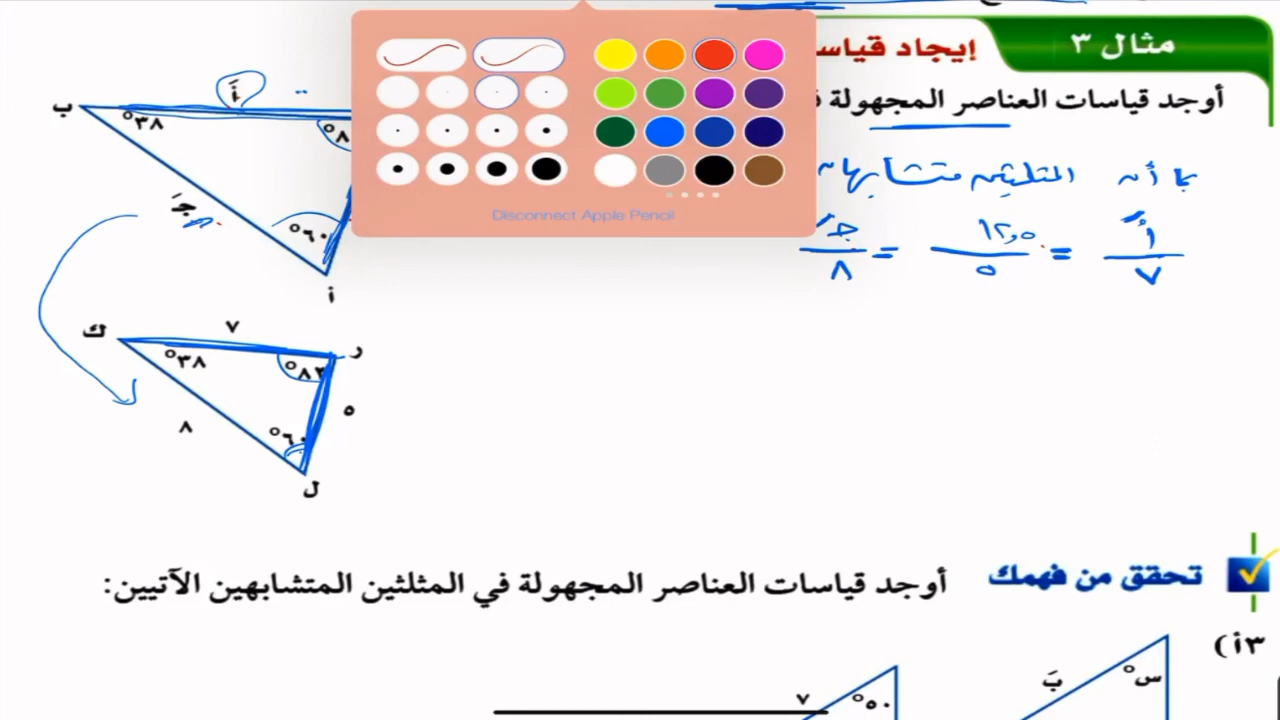 مثال ٣
إيجاد قياس
أوجد قياسات العناصر المجهولة
بما أن المثلثين متشابهان
أَ / ٧ = ١٢,٥ / ٥ = جـَ / ٨
أَ
ب
٣٨°
°٨
جـَ
٦٠°
أ
Disconnect Apple Pencil
ك
٧
ر
٣٨°
٨٢°
٥
٨
٦٠°
ل
تحقق من فهمك أوجد قياسات العناصر المجهولة في المثلثين المتشابهين الآتيين:
٣أ)
بَ
س°
٧
٥٠°